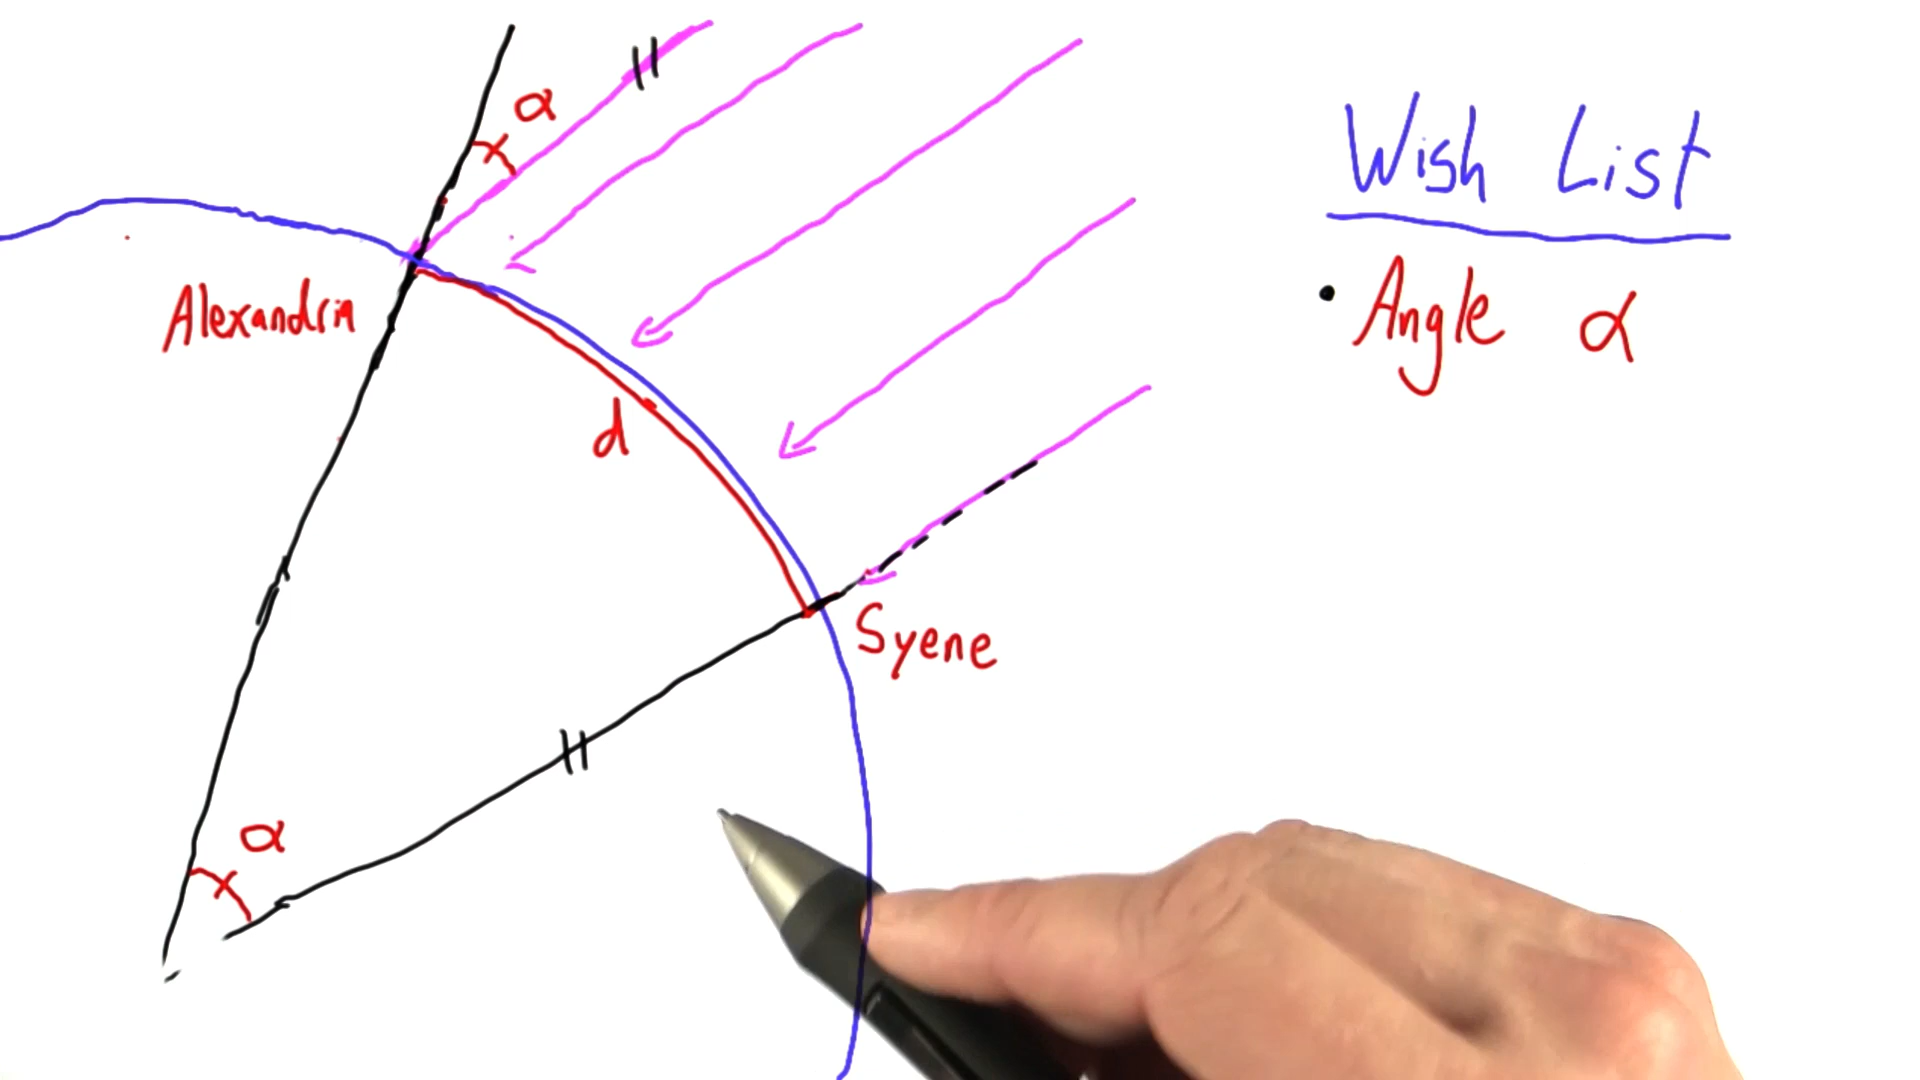 α
Wish List
• Angle α
Alexandria
d
Syene
α